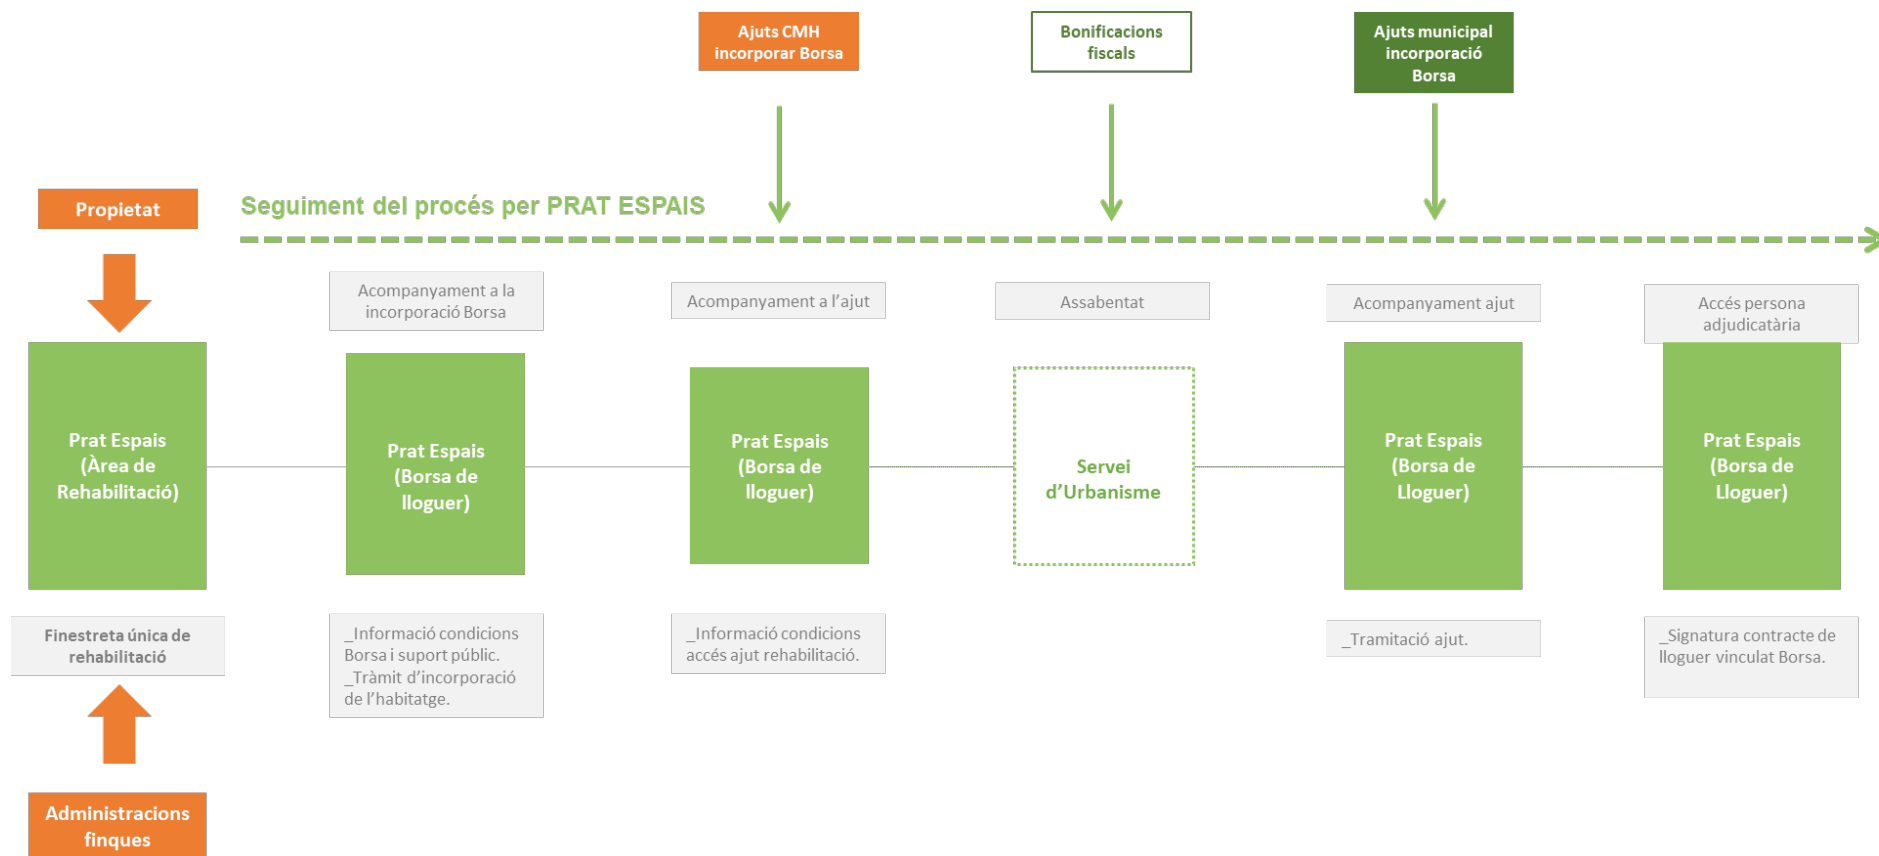 Ajuts CMH
incorporar Borsa
Bonificacions
fiscals
Ajuts municipal
incorporació
Borsa
Propietat
Seguiment del procés per PRAT ESPAIS
Acompanyament a la
incorporació Borsa
Acompanyament a l’ajut
Assabentat
Acompanyament ajut
Accés persona
adjudicatària
Prat Espais
(Àrea de
Rehabilitació)
Prat Espais
(Borsa de
lloguer)
Prat Espais
(Borsa de
lloguer)
Servei
d’Urbanisme
Prat Espais
(Borsa de
Lloguer)
Prat Espais
(Borsa de
Lloguer)
Finestreta única de
rehabilitació
_Informació condicions
Borsa i suport públic.
_Tràmit d’incorporació
de l’habitatge.
_Informació condicions
accés ajut rehabilitació.
_Tramitació ajut.
_Signatura contracte de
lloguer vinculat Borsa.
Administracions
finques